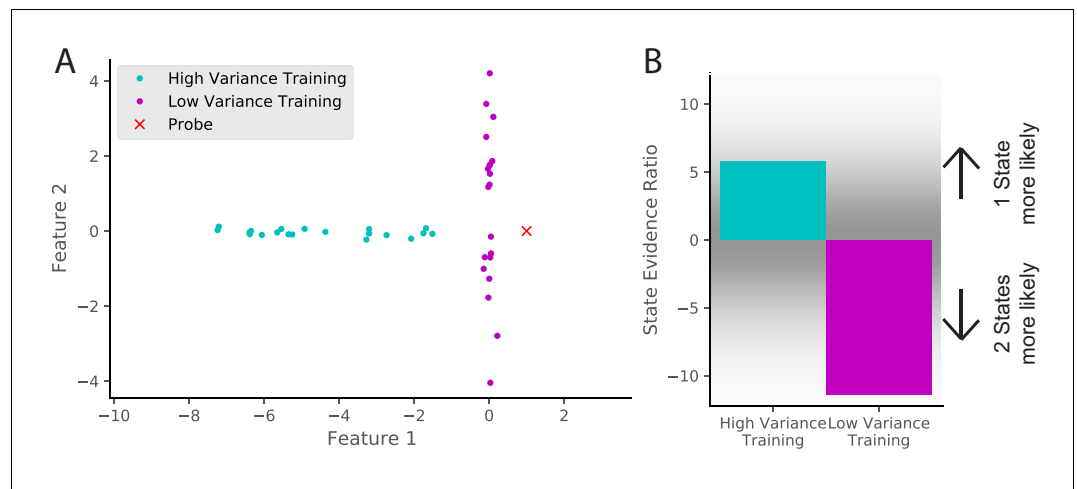 A
High Variance Training
Low Variance Training
Probe
4
2
0
−2
−4
Feature 2
−10
−8
−6
−4
−2
0
2
Feature 1
B
10
5
0
−5
−10
State Evidence Ratio
High Variance
Training
Low Variance
Training
1 State
more likely
2 States
more likely